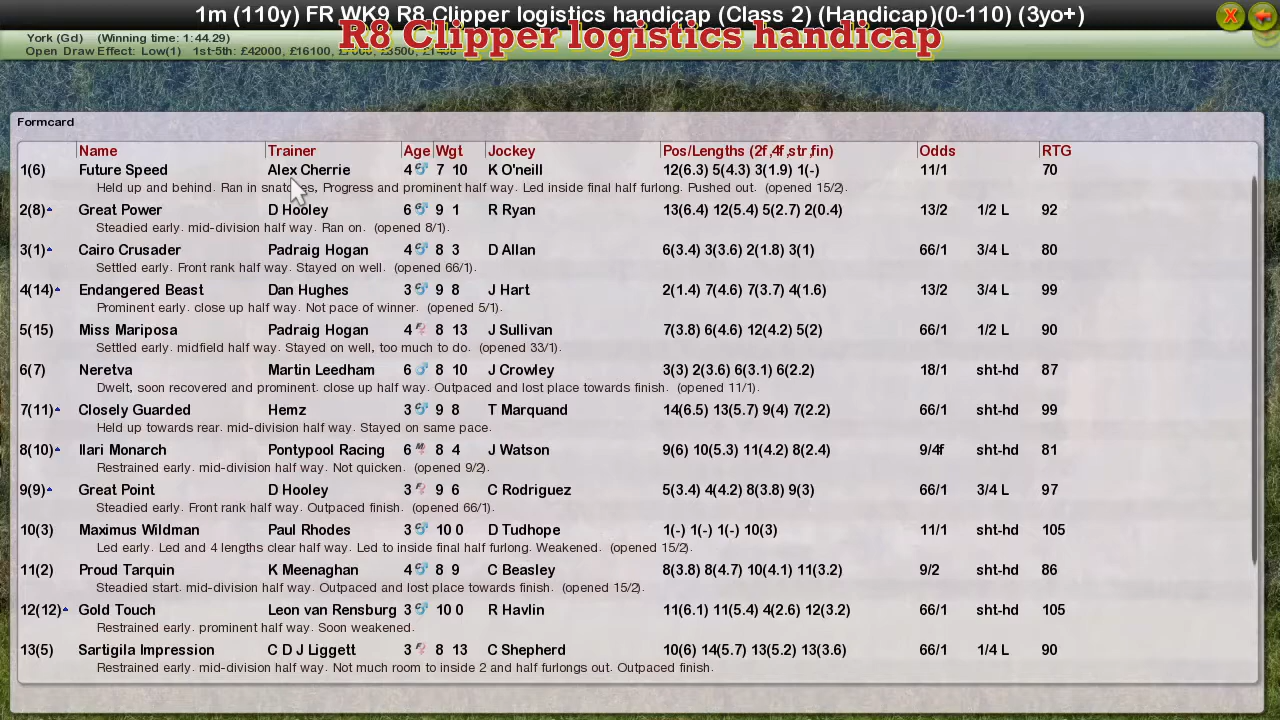 1m (110y) FR WK9 R8 Clipper logistics handicap (Class 2) (Handicap)(0-110) (3yo+)
R8 Clipper logistics handicap
York (Gd) (Winning time: 1:44.29)
Open Draw Effect: Low(1) 1st-5th: £42000, £16100,
Formcard
Name Trainer Age Wgt Jockey Pos/Lengths (2f,4f,str,fin) Odds RTG
1(6) Future Speed Alex Cherrie 4 7 10 K O'neill 12(6.3) 5(4.3) 3(1.9) 1(-) 11/1 70
Held up and behind. Ran in snatches, Progress and prominent half way. Led inside final half furlong. Pushed out. (opened 15/2).
2(8) Great Power D Hooley 6 9 1 R Ryan 13(6.4) 12(5.4) 5(2.7) 2(0.4) 13/2 1/2 L 92
Steadied early. mid-division half way. Ran on. (opened 8/1).
3(1) Cairo Crusader Padraig Hogan 4 8 3 D Allan 6(3.4) 3(3.6) 2(1.8) 3(1) 66/1 3/4 L 80
Settled early. Front rank half way. Stayed on well. (opened 66/1).
4(14) Endangered Beast Dan Hughes 3 9 8 J Hart 2(1.4) 7(4.6) 7(3.7) 4(1.6) 13/2 3/4 L 99
Prominent early. close up half way. Not pace of winner. (opened 5/1).
5(15) Miss Mariposa Padraig Hogan 4 8 13 J Sullivan 7(3.8) 6(4.6) 12(4.2) 5(2) 66/1 1/2 L 90
Settled early. midfield half way. Stayed on well, too much to do. (opened 33/1).
6(7) Neretva Martin Leedham 6 8 10 J Crowley 3(3) 2(3.6) 6(3.1) 6(2.2) 18/1 sht-hd 87
Dwelt, soon recovered and prominent. close up half way. Outpaced and lost place towards finish. (opened 11/1).
7(11) Closely Guarded Hemz 3 9 8 T Marquand 14(6.5) 13(5.7) 9(4) 7(2.2) 66/1 sht-hd 99
Held up towards rear. mid-division half way. Stayed on same pace.
8(10) Ilari Monarch Pontypool Racing 6 8 4 J Watson 9(6) 10(5.3) 11(4.2) 8(2.4) 9/4f sht-hd 81
Restrained early. mid-division half way. Not quicken. (opened 9/2).
9(9) Great Point D Hooley 3 9 6 C Rodriguez 5(3.4) 4(4.2) 8(3.8) 9(3) 66/1 3/4 L 97
Steadied early. Front rank half way. Outpaced finish. (opened 66/1).
10(3) Maximus Wildman Paul Rhodes 3 10 0 D Tudhope 1(-) 1(-) 1(-) 10(3) 11/1 sht-hd 105
Led early. Led and 4 lengths clear half way. Led to inside final half furlong. Weakened. (opened 15/2).
11(2) Proud Tarquin K Meenaghan 4 8 9 C Beasley 8(3.8) 8(4.7) 10(4.1) 11(3.2) 9/2 sht-hd 86
Steadied start. mid-division half way. Outpaced and lost place towards finish. (opened 15/2).
12(12) Gold Touch Leon van Rensburg 3 10 0 R Havlin 11(6.1) 11(5.4) 4(2.6) 12(3.2) 66/1 sht-hd 105
Restrained early. prominent half way. Soon weakened.
13(5) Sartigila Impression C D J Liggett 3 8 13 C Shepherd 10(6) 14(5.7) 13(5.2) 13(3.6) 66/1 1/4 L 90
Restrained early. mid-division half way. Not much room to inside 2 and half furlongs out. Outpaced finish.